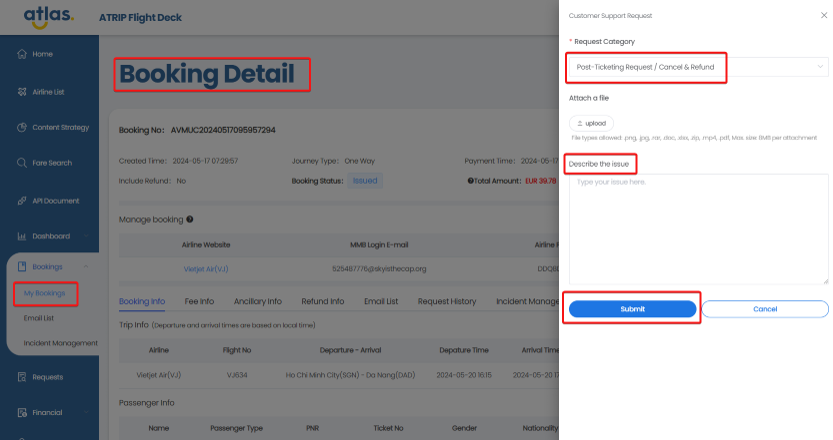 atlas.
ATRIP Flight Deck
Home
Airline List
Content Strategy
Fare Search
API Document
Dashboard
Bookings
My Bookings
Email List
Incident Management
Requests
Financial
Booking Detail
Booking No: AVMUC20240517095957294
Created Time: 2024-05-17 07:29:57 Journey Type: One Way Payment Time: 2024-05-17
Include Refund: No Booking Status: Issued Total Amount: EUR 39.78
Manage booking
Airline Website MMB Login E-mail Airline
Vietjet Air(VJ) 525487776@skyisthecap.org
Booking Info Fee Info Ancillary Info Refund Info Email List Request History Incident Manage
Trip Info (Departure and arrival times are based on local time)
Airline Flight No Departure - Arrival Depature Time Arrival Time
Vietjet Air(VJ) VJ634 Ho Chi Minh City(SGN) - Da Nang(DAD) 2024-05-20 16:15 2024-05-20 17
Passenger Info
Name Passenger Type PNR Ticket No Gender Nationality
Customer Support Request
* Request Category
Post-Ticketing Request / Cancel & Refund
Attach a file
upload
File types allowed: .png, .jpg, .rar, .doc, .xlsx, .zip, .mp4, .pdf, Max. size: 8MB per attachment
Describe the issue
Type your issue here.
Submit Cancel